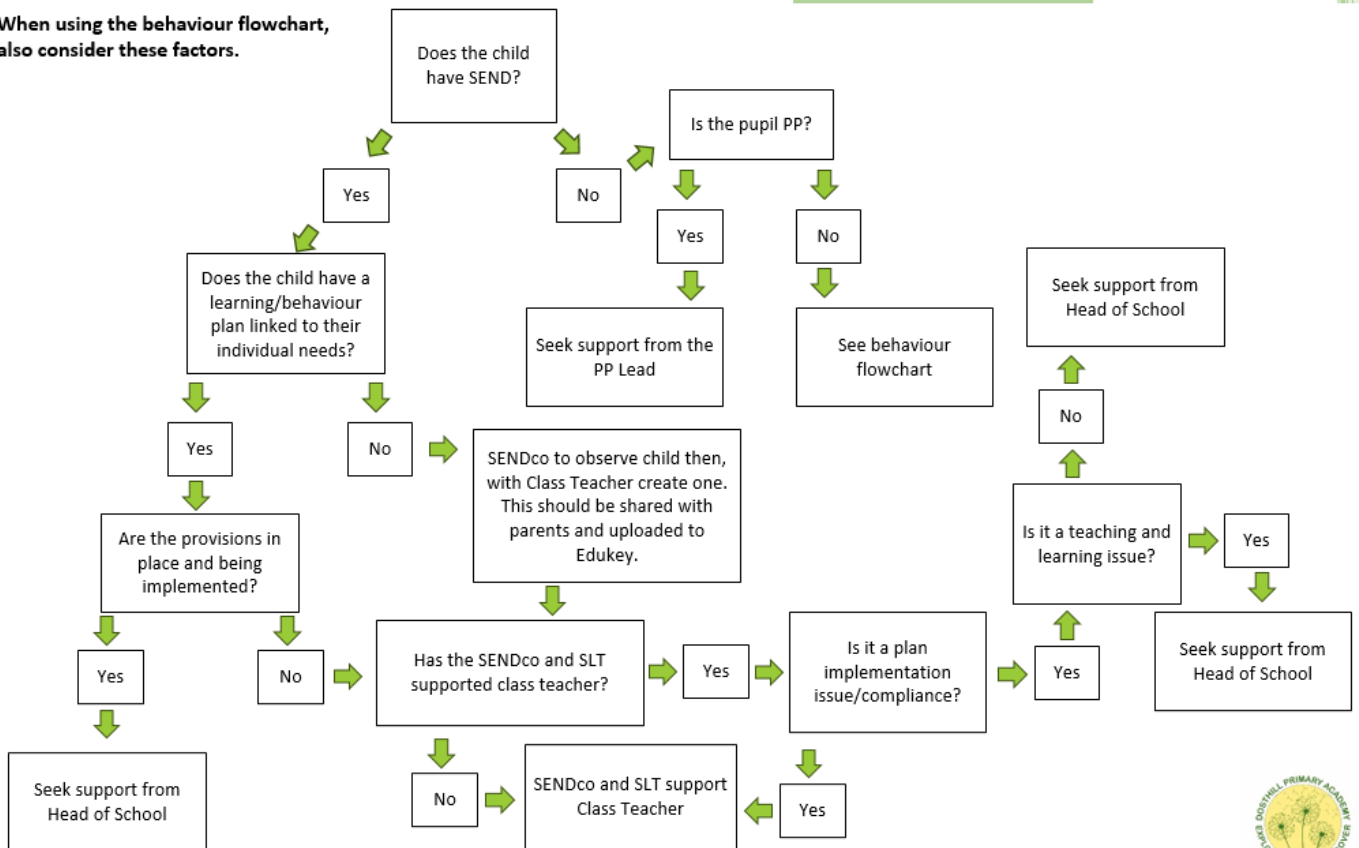 When using the behaviour flowchart,
also consider these factors.
Does the child
have SEND?
Is the pupil PP?
Yes
No
Yes
No
Does the child have a
learning/behaviour
plan linked to their
individual needs?
Seek support from the
PP Lead
See behaviour
flowchart
Seek support from
Head of School
No
Yes
No
SENDco to observe child then,
with Class Teacher create one.
This should be shared with
parents and uploaded to
Edukey.
Is it a teaching and
learning issue?
Yes
Are the provisions in
place and being
implemented?
Yes
No
Has the SENDco and SLT
supported class teacher?
Yes
Is it a plan
implementation
issue/compliance?
Yes
Seek support from
Head of School
Seek support from
Head of School
No
SENDco and SLT support
Class Teacher
Yes
DOSTHILL PRIMARY ACADEMY